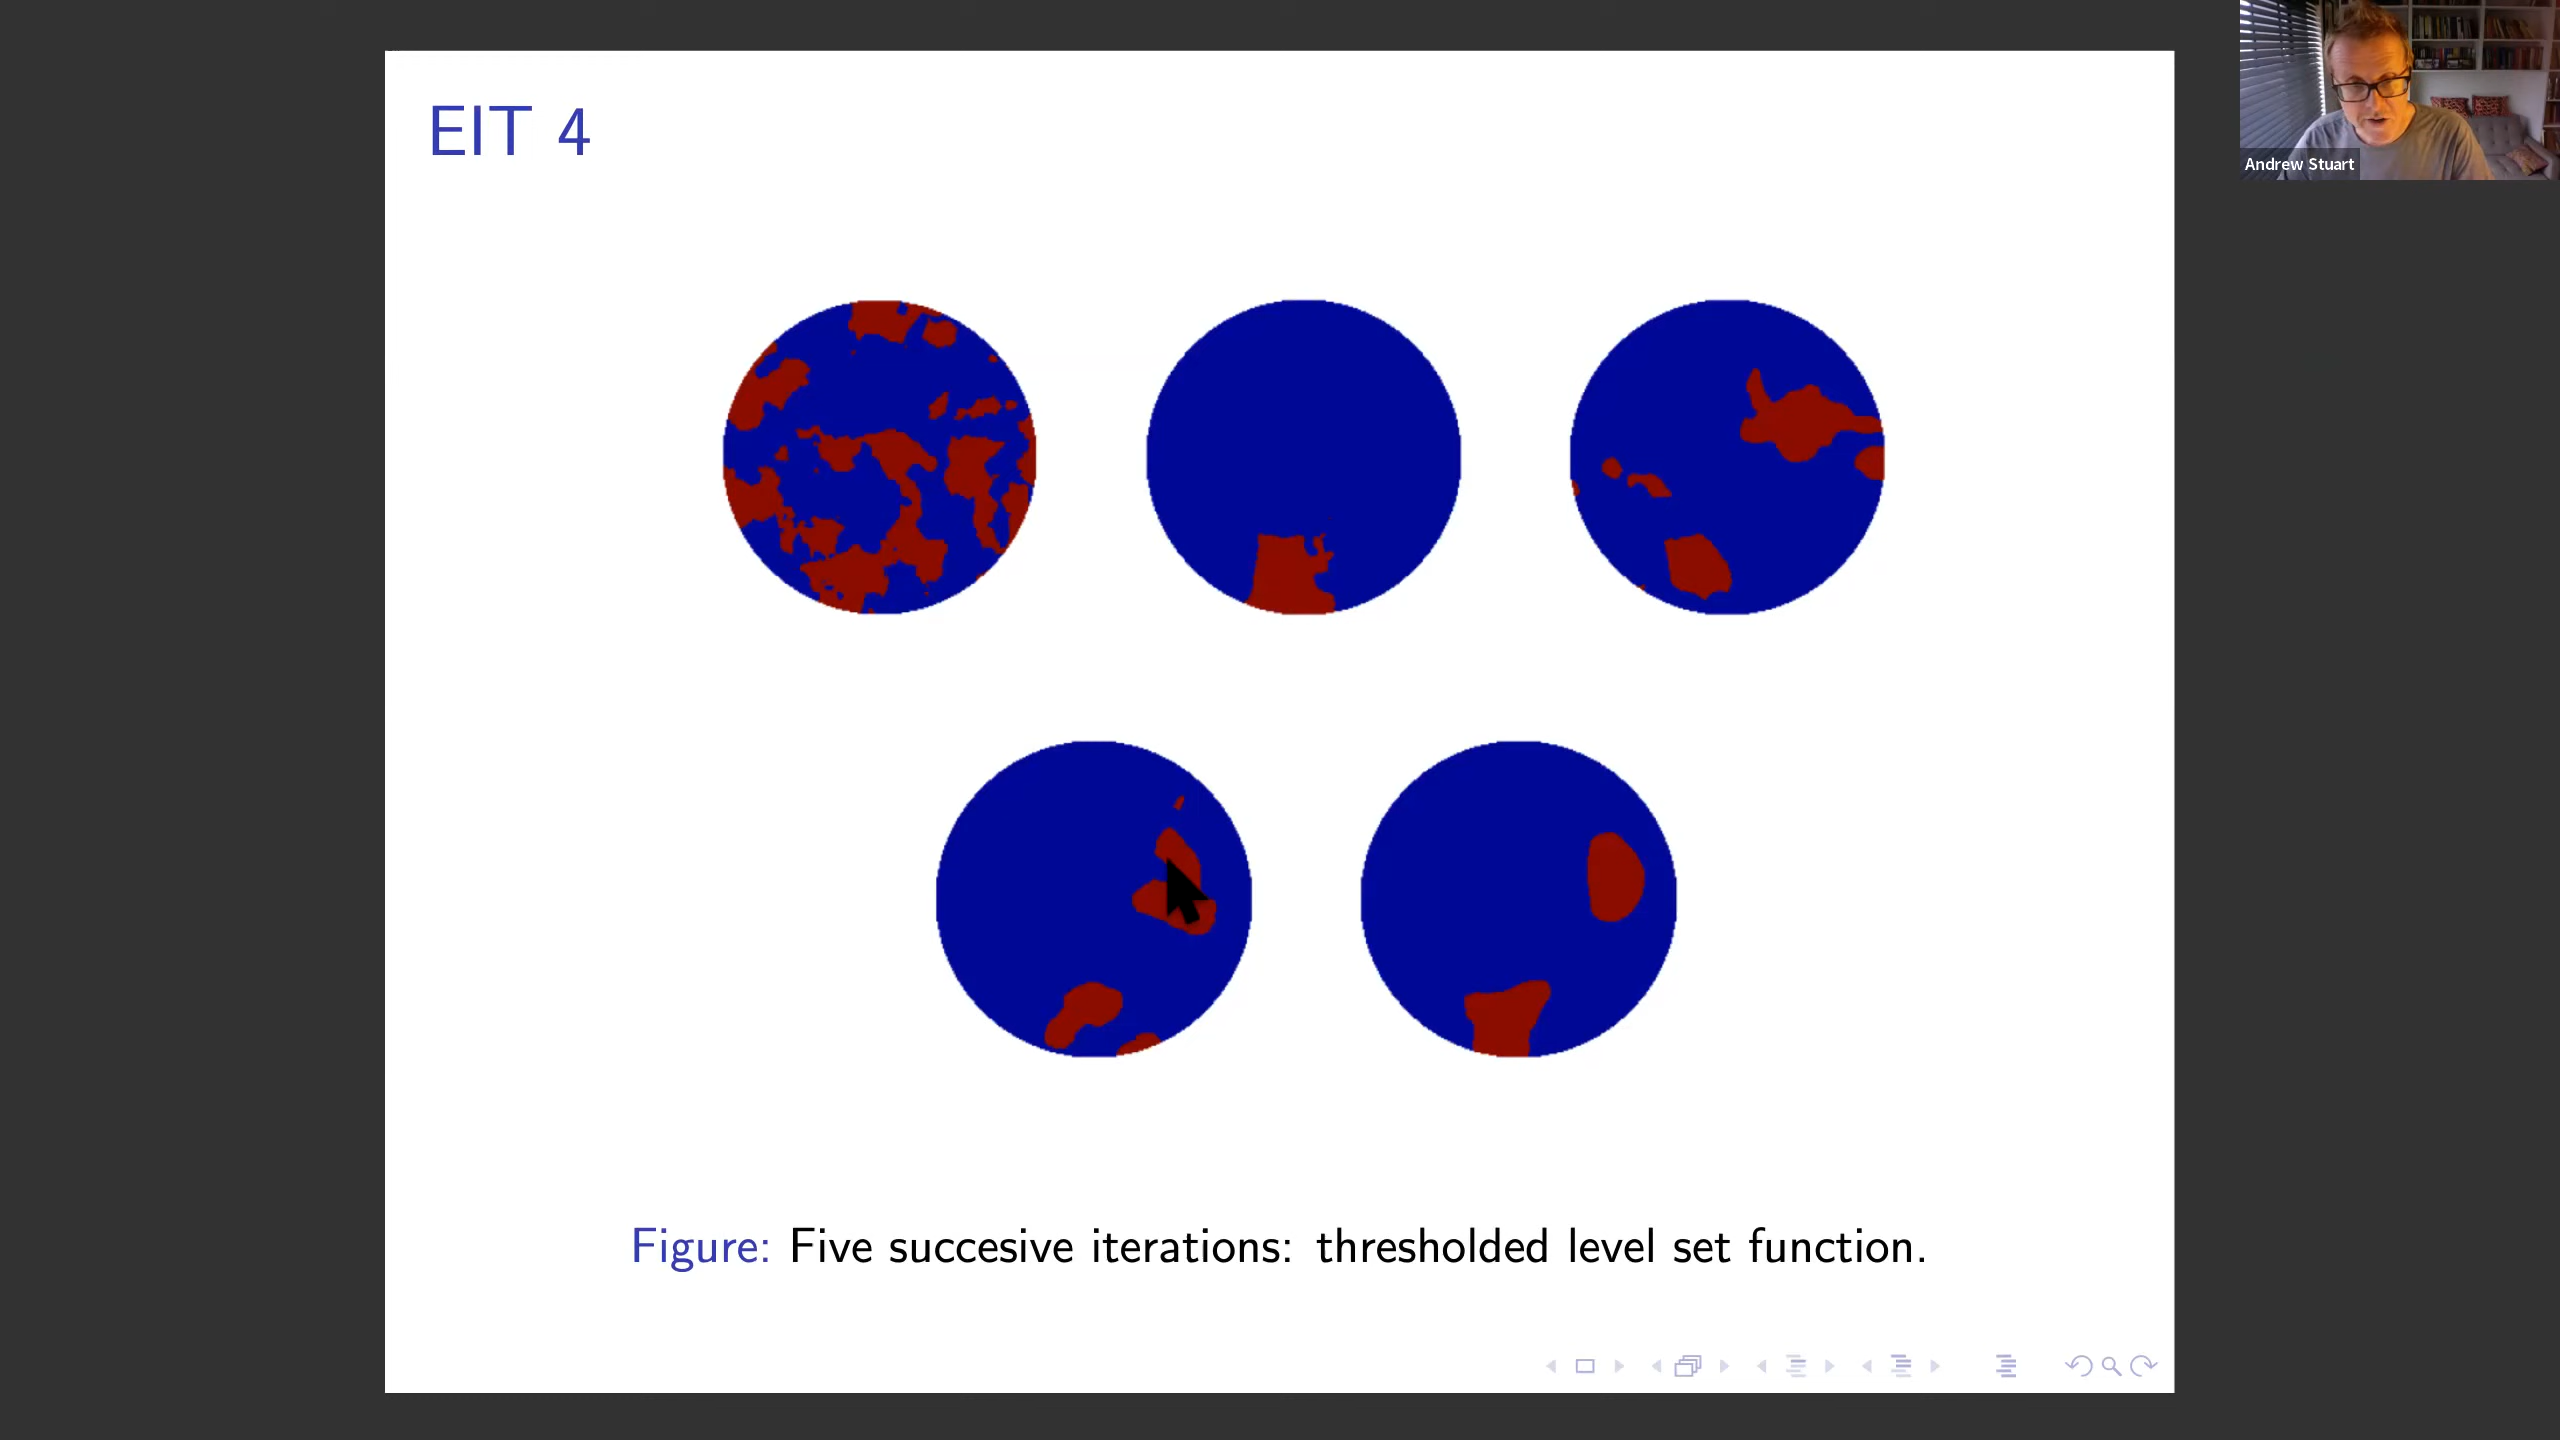 EIT 4
Andrew Stuart
Figure: Five succesive iterations: thresholded level set function.